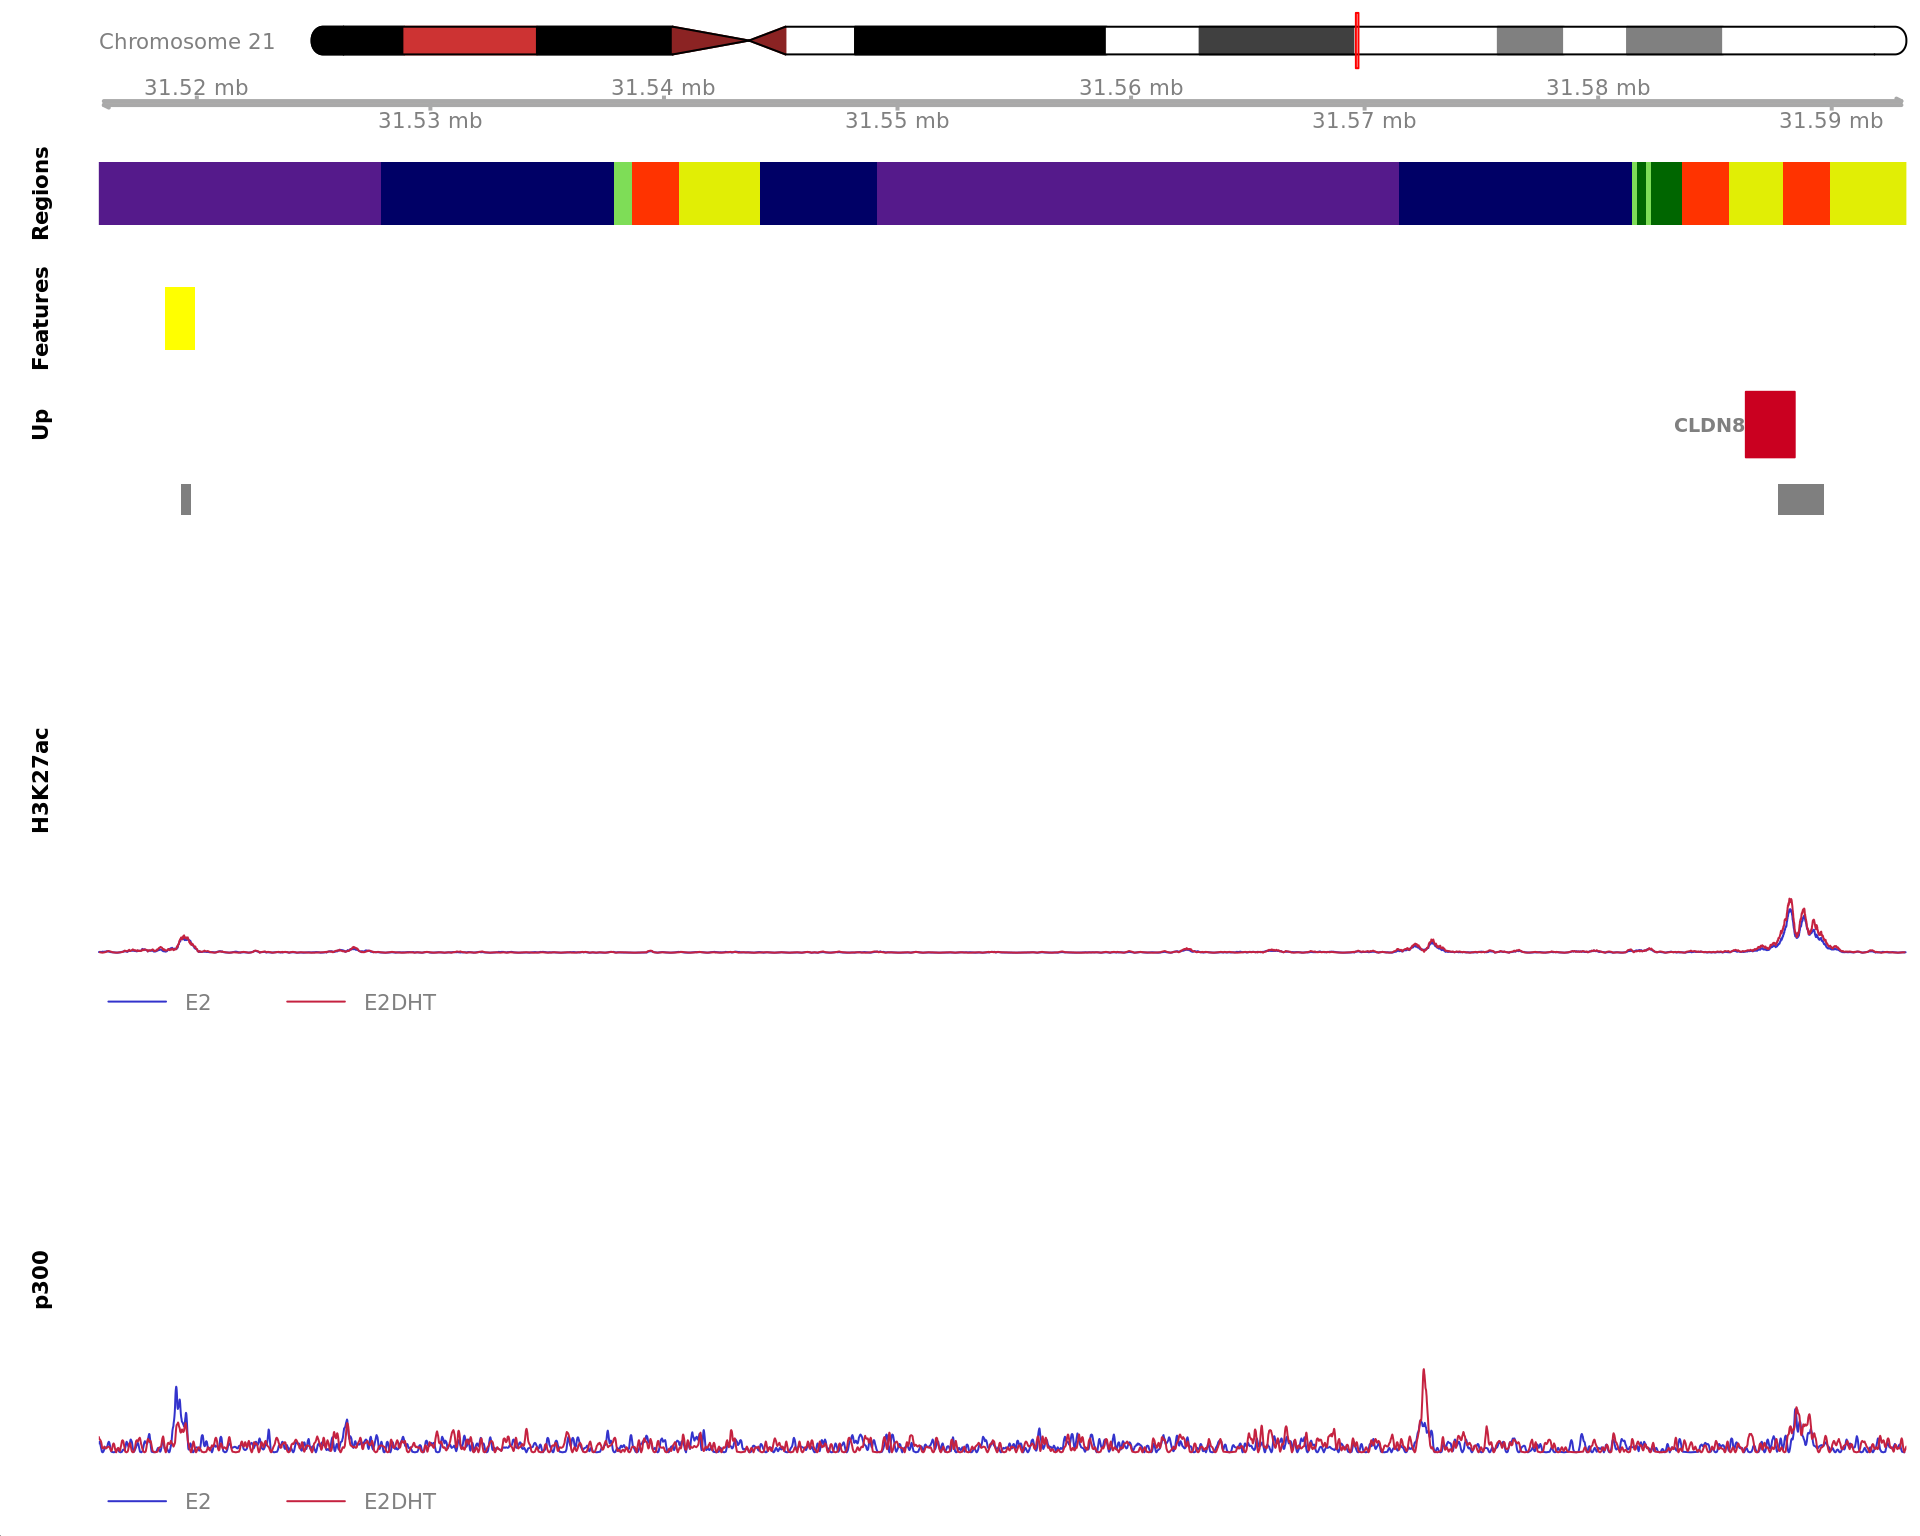 Chromosome 21
31.52 mb 31.54 mb 31.56 mb 31.58 mb
31.53 mb 31.55 mb 31.57 mb 31.59 mb
Regions
Features
Up
CLDN8
H3K27ac
E2 E2DHT
p300
E2 E2DHT